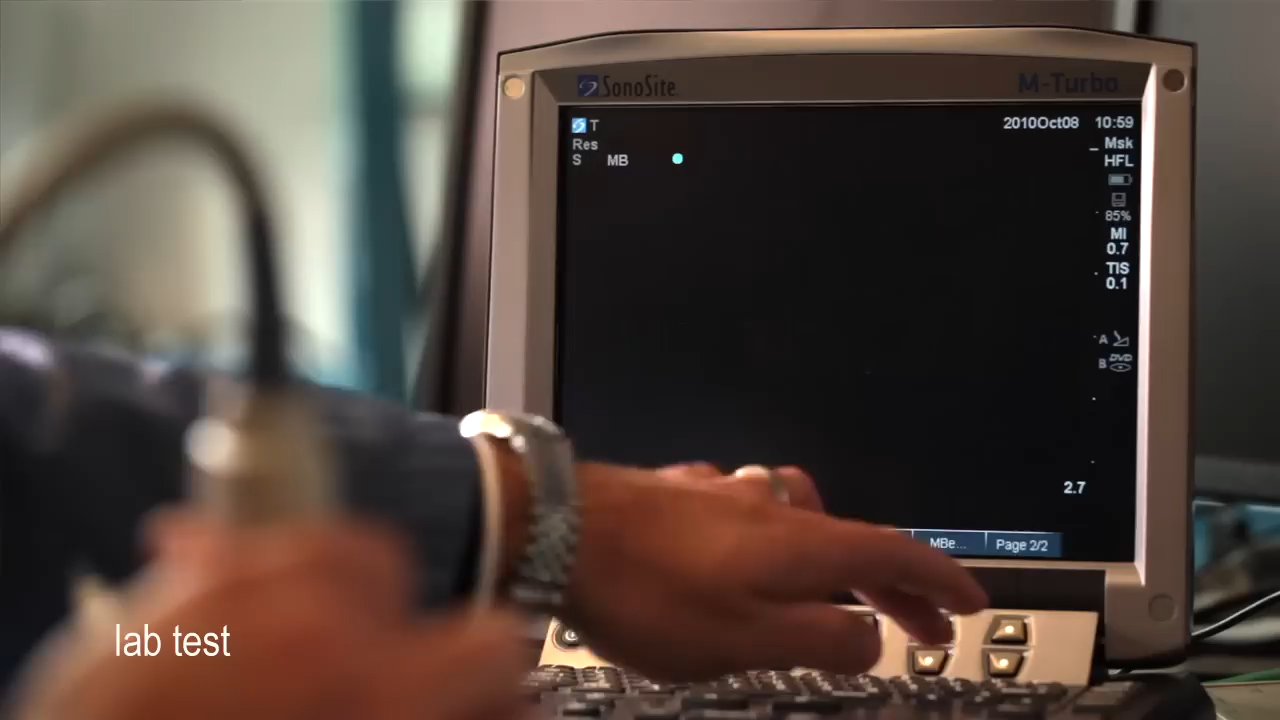 SonoSite
M-Turbo
T
2010Oct08 10:59
Res
Msk
S MB
HFL
85%
MI
0.7
TIS
0.1
A
B DVD
2.7
MBe...
Page 2/2
lab test